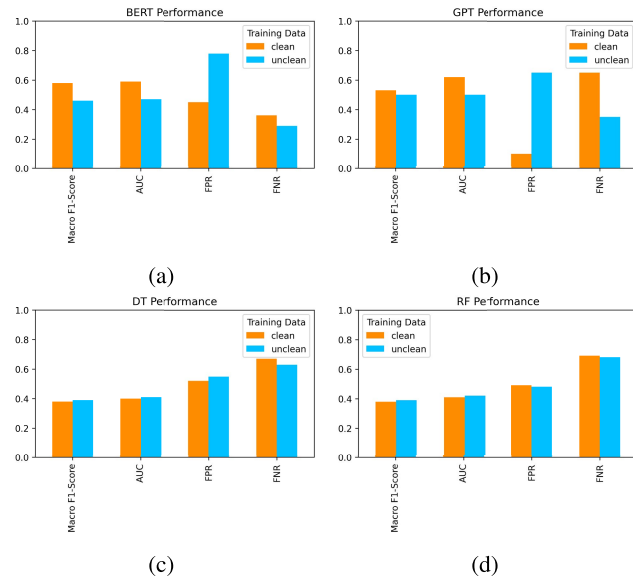 BERT Performance
1.0
0.8
0.6
0.4
0.2
0.0
Training Data
clean
unclean
Macro F1-Score
AUC
FPR
FNR
(a)
GPT Performance
1.0
0.8
0.6
0.4
0.2
0.0
Training Data
clean
unclean
Macro F1-Score
AUC
FPR
FNR
(b)
DT Performance
1.0
0.8
0.6
0.4
0.2
0.0
Training Data
clean
unclean
Macro F1-Score
AUC
FPR
FNR
(c)
RF Performance
1.0
0.8
0.6
0.4
0.2
0.0
Training Data
clean
unclean
Macro F1-Score
AUC
FPR
FNR
(d)